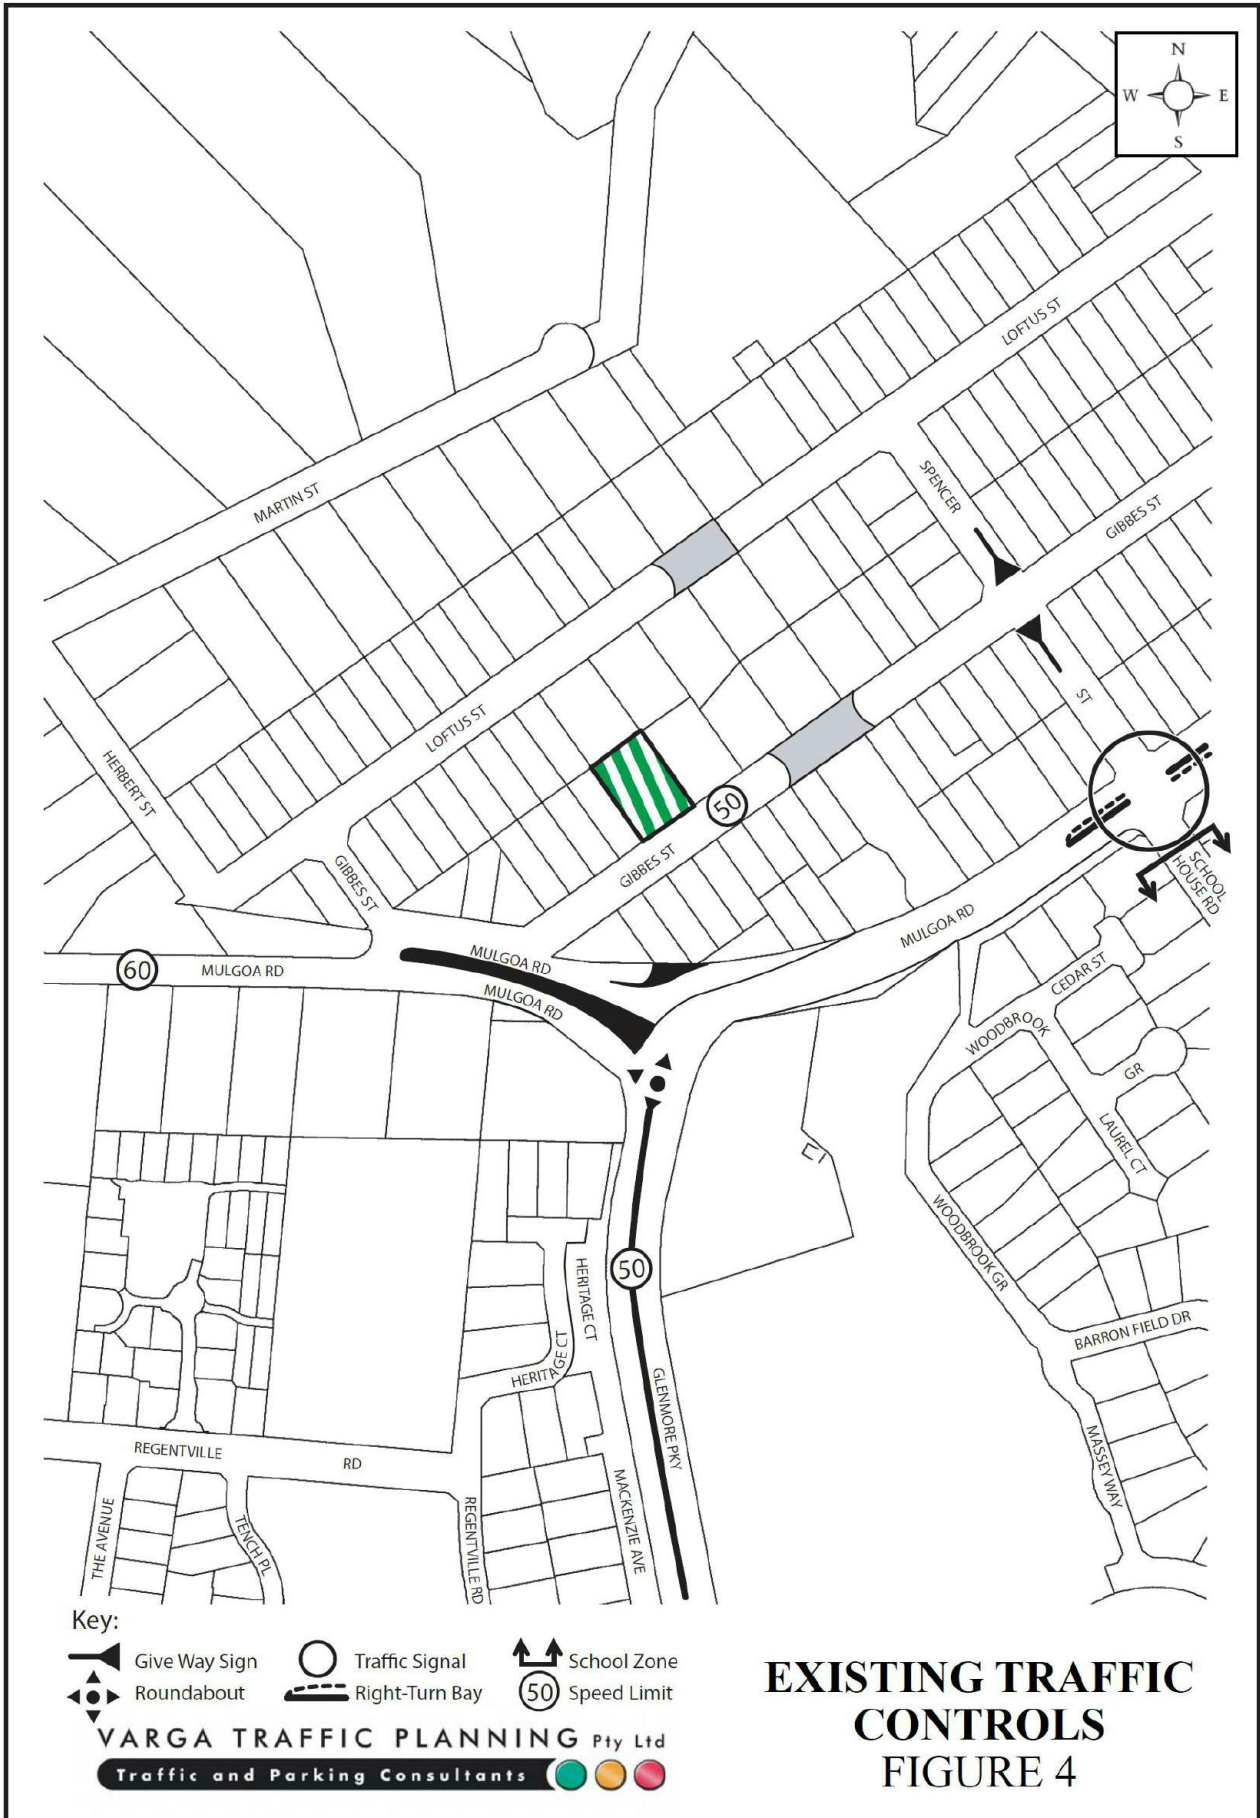 N
W E
S
LOFTUS ST
SPENCER
MARTIN ST
GIBBES ST
ST
LOFTUS ST
HERBERT ST
50
GIBBES ST
GIBBES ST
SCHOOL
HOUSE RD
MULGOA RD
MULGOA RD
60
MULGOA RD
MULGOA RD
CEDAR ST
WOODBROOK
GR
LAUREL CT
WOODBROOK GR
50
HERITAGE CT
HERITAGE CT
BARRON FIELD DR
GLENMORE PKY
REGENTVILLE RD
MASSEY WAY
THE AVENUE
TENCH PL
REGENTVILLE RD
MACKENZIE AVE
Key:
Give Way Sign
Traffic Signal
School Zone
Roundabout
Right-Turn Bay
50 Speed Limit
VARGA TRAFFIC PLANNING Pty Ltd
Traffic and Parking Consultants
EXISTING TRAFFIC
CONTROLS
FIGURE 4